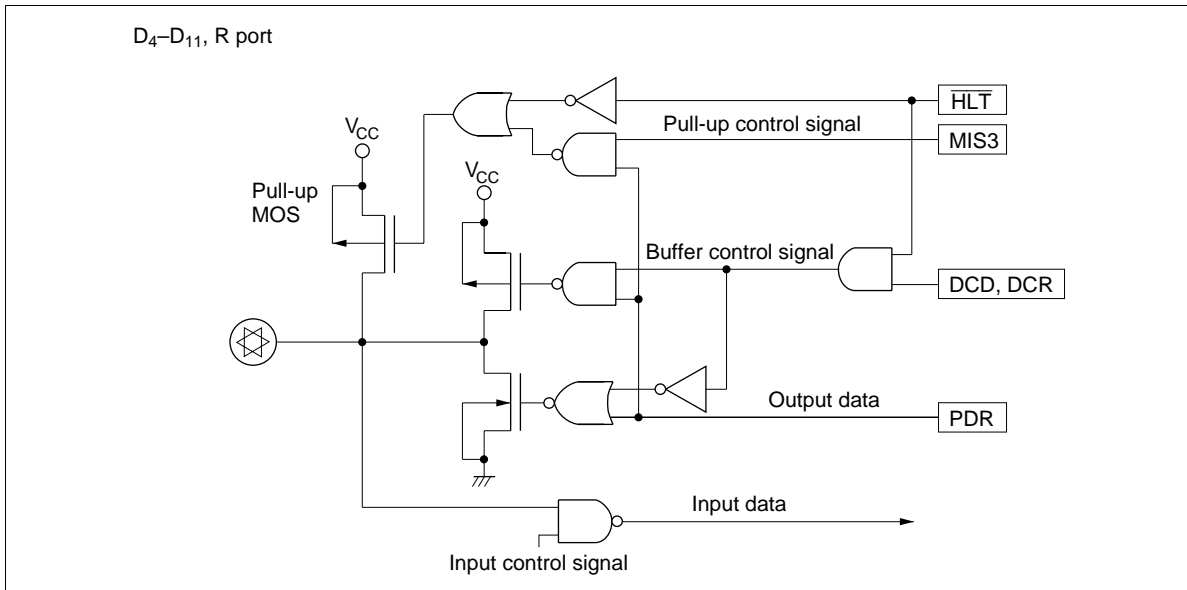 D4–D11, R port
HLT
Pull-up control signal
MIS3
VCC
VCC
Pull-up
MOS
Buffer control signal
DCD, DCR
Output data
PDR
Input data
Input control signal